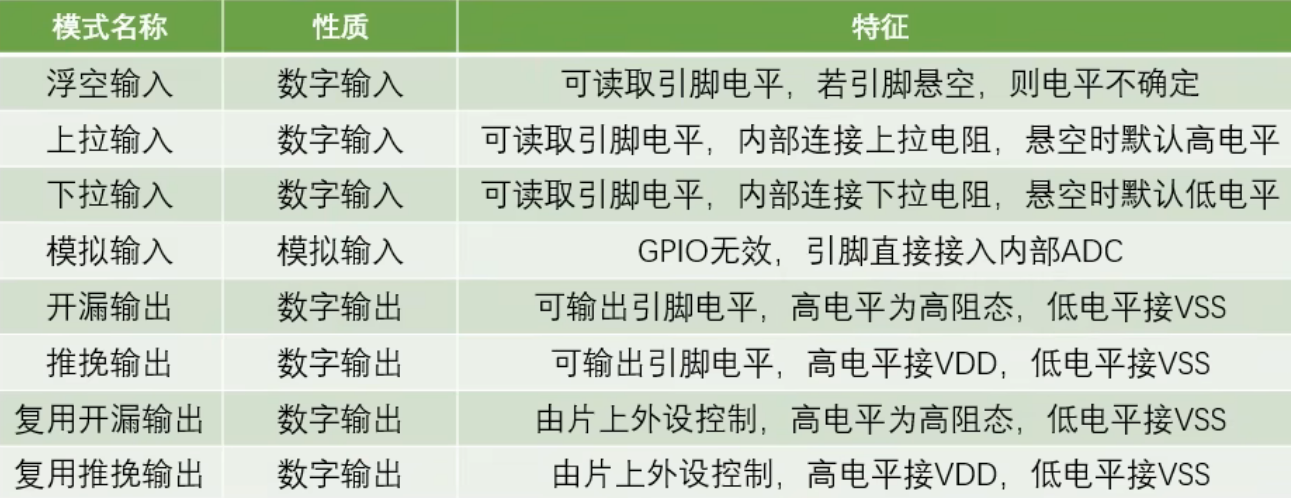 模式名称 性质 特征
浮空输入 数字输入 可读取引脚电平，若引脚悬空，则电平不确定
上拉输入 数字输入 可读取引脚电平，内部连接上拉电阻，悬空时默认高电平
下拉输入 数字输入 可读取引脚电平，内部连接下拉电阻，悬空时默认低电平
模拟输入 模拟输入 GPIO无效，引脚直接接入内部ADC
开漏输出 数字输出 可输出引脚电平，高电平为高阻态，低电平接VSS
推挽输出 数字输出 可输出引脚电平，高电平接VDD，低电平接VSS
复用开漏输出 数字输出 由片上外设控制，高电平为高阻态，低电平接VSS
复用推挽输出 数字输出 由片上外设控制，高电平接VDD，低电平接VSS